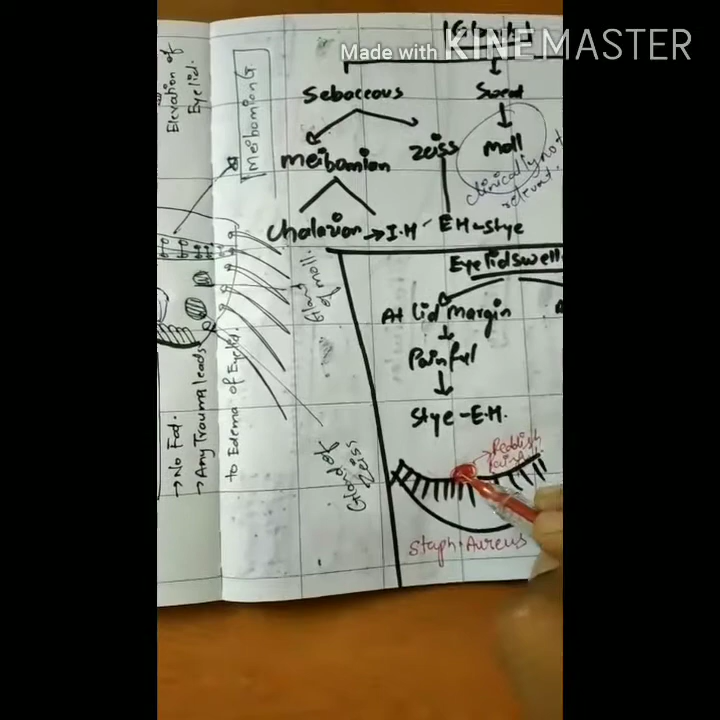 Made with KINEMASTER
Gland
Sebaceous
Sweat
Meibomian
Zeiss
Moll
clinically not
relevant.
Chalazion → I.H
E.H - Stye
Eyelid swell
At lid margin
Painful
Stye - E.H.
Reddish
Staph. Aureus
Elevation of
Eyelid.
Meibomian G
Gland
of moll.
Gland of
Zeiss
→ No Fat.
→ Any Trauma leads
to Edema of Eyelid.